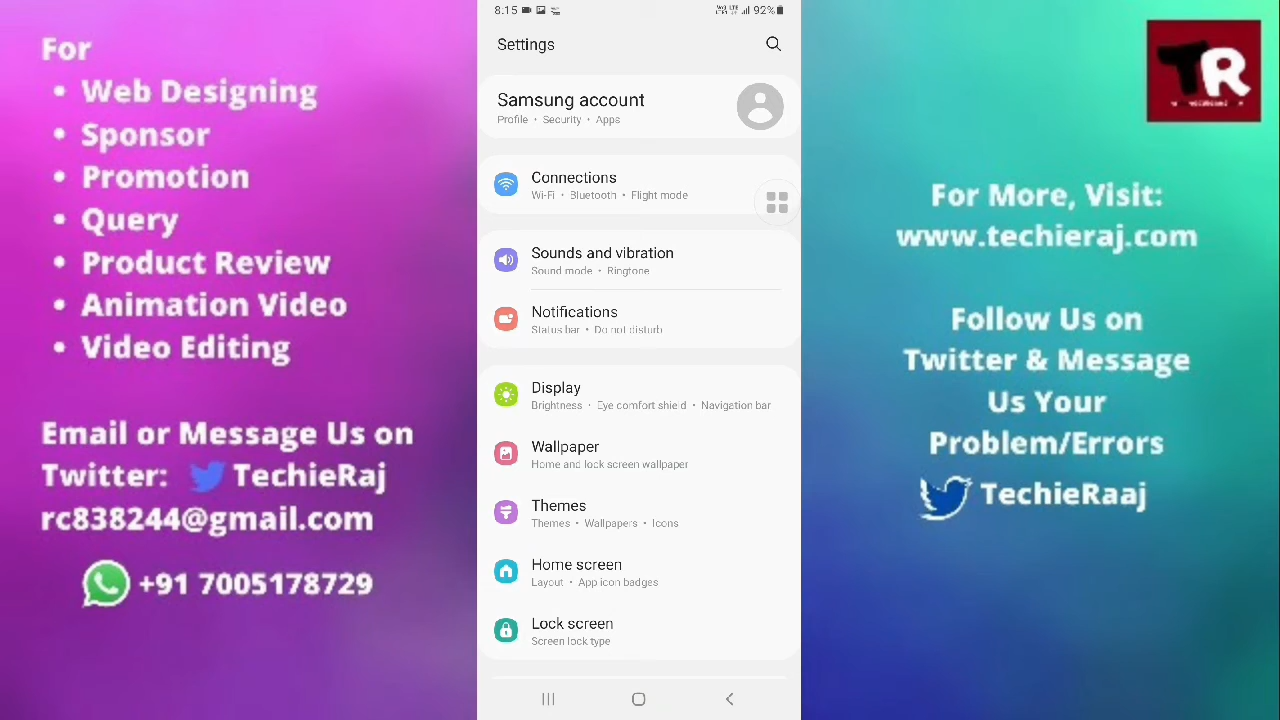 For
• Web Designing
• Sponsor
• Promotion
• Query
• Product Review
• Animation Video
• Video Editing
Email or Message Us on
Twitter: TechieRaj
rc838244@gmail.com
+91 7005178729
8:15
92%
Settings
Samsung account
Profile • Security • Apps
Connections
Wi-Fi • Bluetooth • Flight mode
Sounds and vibration
Sound mode • Ringtone
Notifications
Status bar • Do not disturb
Display
Brightness • Eye comfort shield • Navigation bar
Wallpaper
Home and lock screen wallpaper
Themes
Themes • Wallpapers • Icons
Home screen
Layout • App icon badges
Lock screen
Screen lock type
TR
For More, Visit:
www.techieraj.com
Follow Us on
Twitter & Message
Us Your
Problem/Errors
TechieRaaj